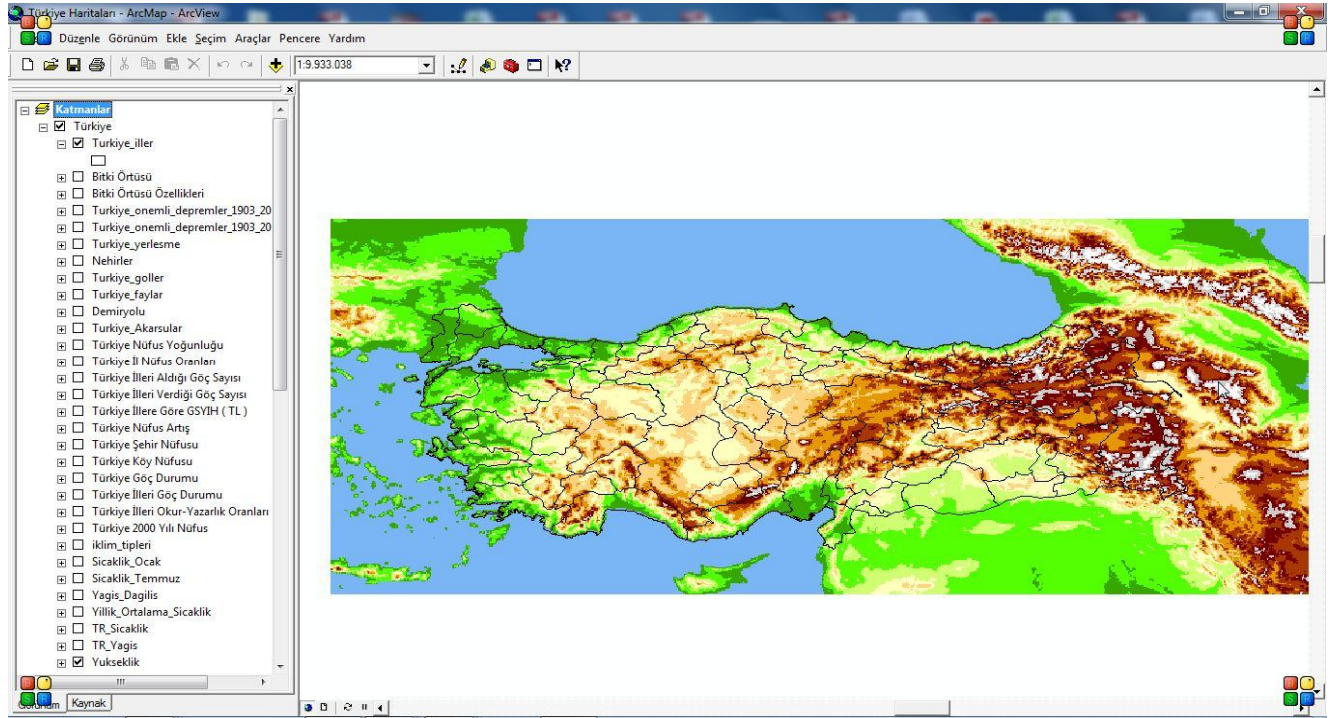 Türkiye Haritaları - ArcMap - ArcView
Düzenle Görünüm Ekle Seçim Araçlar Pencere Yardım
1:9.933.038
Katmanlar
Türkiye
Turkiye_iller
Bitki Örtüsü
Bitki Örtüsü Özellikleri
Turkiye_onemli_depremler_1903_20
Turkiye_onemli_depremler_1903_20
Turkiye_yerlesme
Nehirler
Turkiye_goller
Turkiye_faylar
Demiryolu
Turkiye_Akarsular
Türkiye Nüfus Yoğunluğu
Türkiye İl Nüfus Oranları
Türkiye İlleri Aldığı Göç Sayısı
Türkiye İlleri Verdiği Göç Sayısı
Türkiye İllere Göre GSYIH ( TL )
Türkiye Nüfus Artış
Türkiye Şehir Nüfusu
Türkiye Köy Nüfusu
Türkiye Göç Durumu
Türkiye İlleri Göç Durumu
Türkiye İlleri Okur-Yazarlık Oranları
Türkiye 2000 Yılı Nüfus
iklim_tipleri
Sicaklik_Ocak
Sicaklik_Temmuz
Yagis_Dagilis
Yillik_Ortalama_Sicaklik
TR_Sicaklik
TR_Yagis
Yukseklik
Kaynak